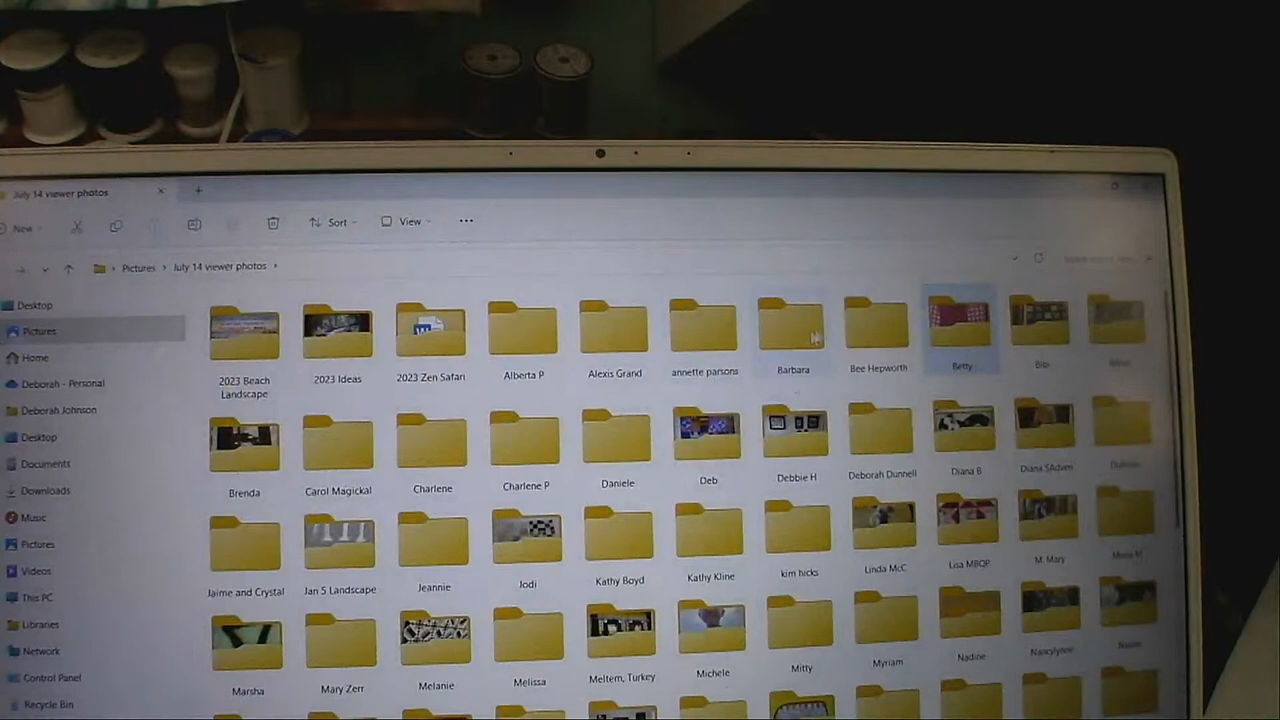 July 14 viewer photos
New
Sort
View
Pictures > July 14 viewer photos >
Desktop
Pictures
Home
Deborah - Personal
Deborah Johnson
Desktop
Documents
Downloads
Music
Pictures
Videos
This PC
Libraries
Network
Control Panel
Recycle Bin
2023 Beach Landscape
2023 Ideas
2023 Zen Safari
Alberta P
Alexis Grand
annette parsons
Barbara
Bee Hepworth
Betty
Bibi
Brenda
Carol Magickal
Charlene
Charlene P
Daniele
Deb
Debbie H
Deborah Dunnell
Diana B
Diana SAdven
Jaime and Crystal
Jan 5 Landscape
Jeannie
Jodi
Kathy Boyd
Kathy Kline
kim hicks
Linda McC
Lisa MBQP
M. Mary
Marsha
Mary Zerr
Melanie
Melissa
Meltem, Turkey
Michele
Mitty
Myriam
Nadine
Nancylynne